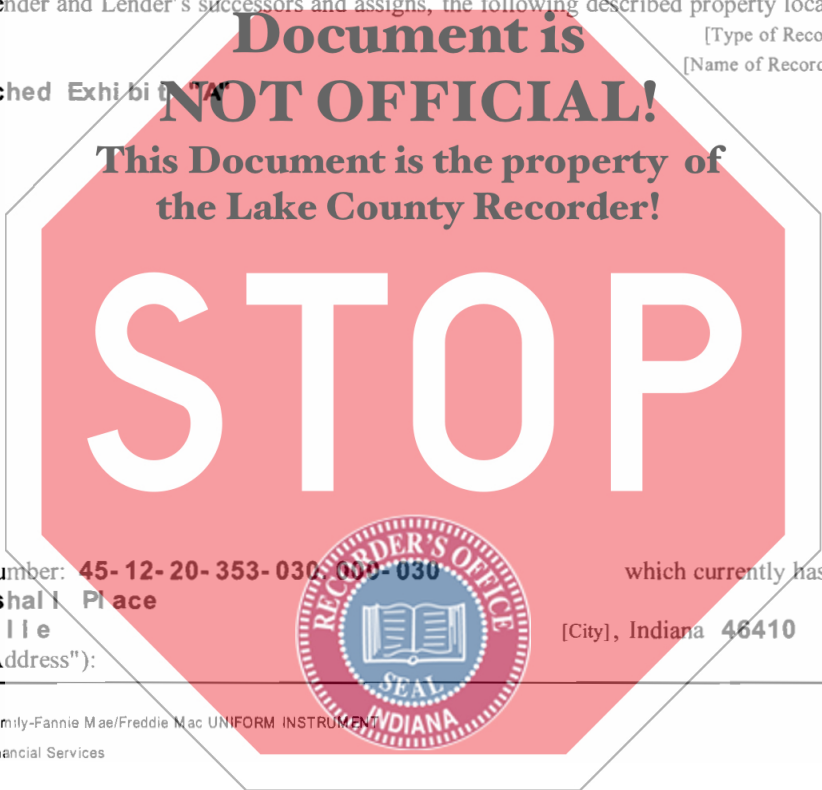 nder and Lender's successors and assigns, the following described property loca
Document is
[Type of Reco
[Name of Record
ched Exhibit "A"
NOT OFFICIAL!
This Document is the property of
the Lake County Recorder!
STOP
umber: 45-12-20-353-030.000-030 which currently has
shall Place
lle [City], Indiana 46410
Address"):
RECORDER'S OFFICE
SEAL
INDIANA
mily-Fannie Mae/Freddie Mac UNIFORM INSTRUMENT
ancial Services